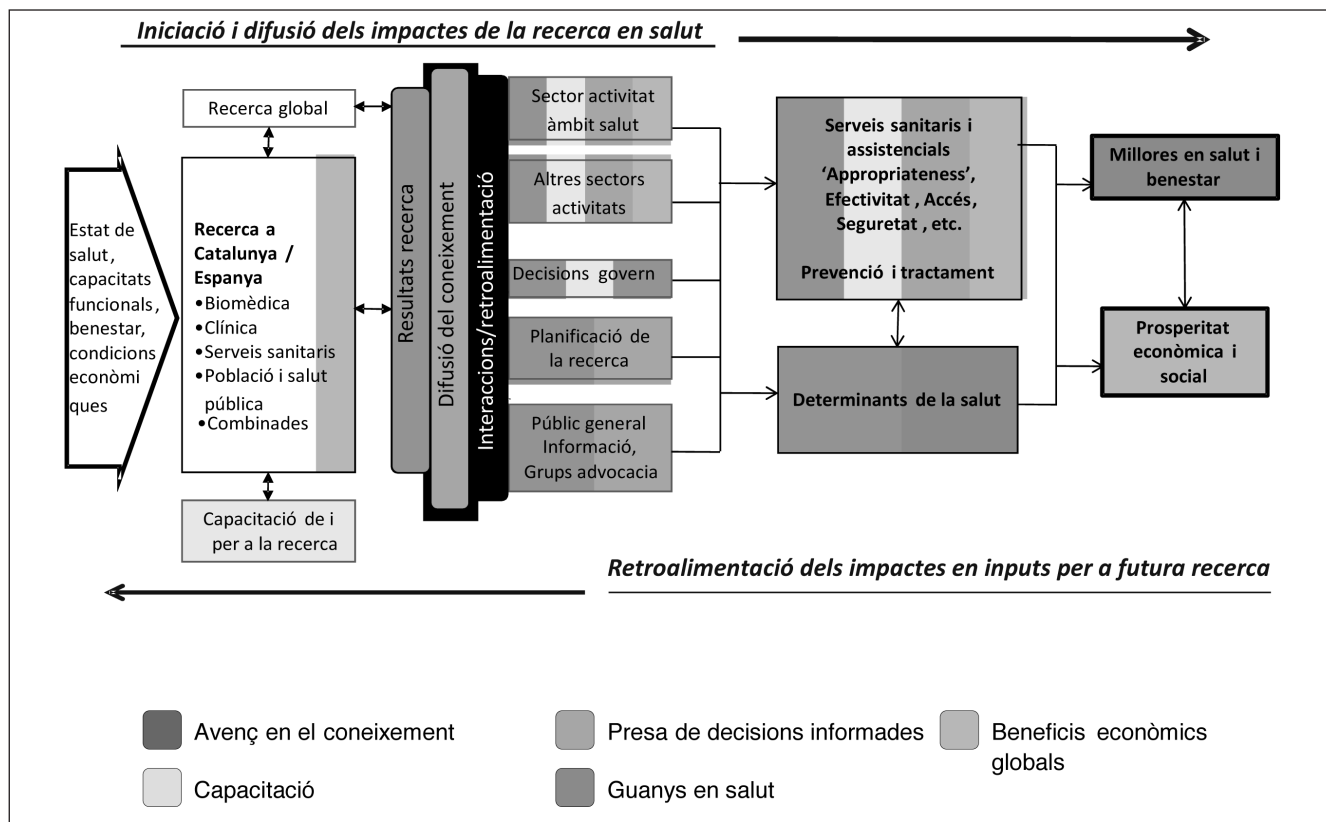 Iniciació i difusió dels impactes de la recerca en salut
Recerca global
Estat de
salut,
capacitats
funcionals,
benestar,
condicions
econòmi
ques
Recerca a
Catalunya /
Espanya
•Biomèdica
•Clínica
•Serveis sanitaris
•Població i salut
pública
•Combinades
Capacitació de i
per a la recerca
Resultats recerca
Difusió del coneixement
Interaccions/retroalimentació
Sector activitat
àmbit salut
Altres sectors
activitats
Decisions govern
Planificació de
la recerca
Públic general
Informació,
Grups advocacia
Serveis sanitaris i
assistencials
‘Appropriateness’,
Efectivitat , Accés,
Seguretat , etc.
Prevenció i tractament
Determinants de la salut
Millores en salut i
benestar
Prosperitat
econòmica i
social
Retroalimentació dels impactes en inputs per a futura recerca
Avenç en el coneixement
Capacitació
Presa de decisions informades
Guanys en salut
Beneficis econòmics
globals